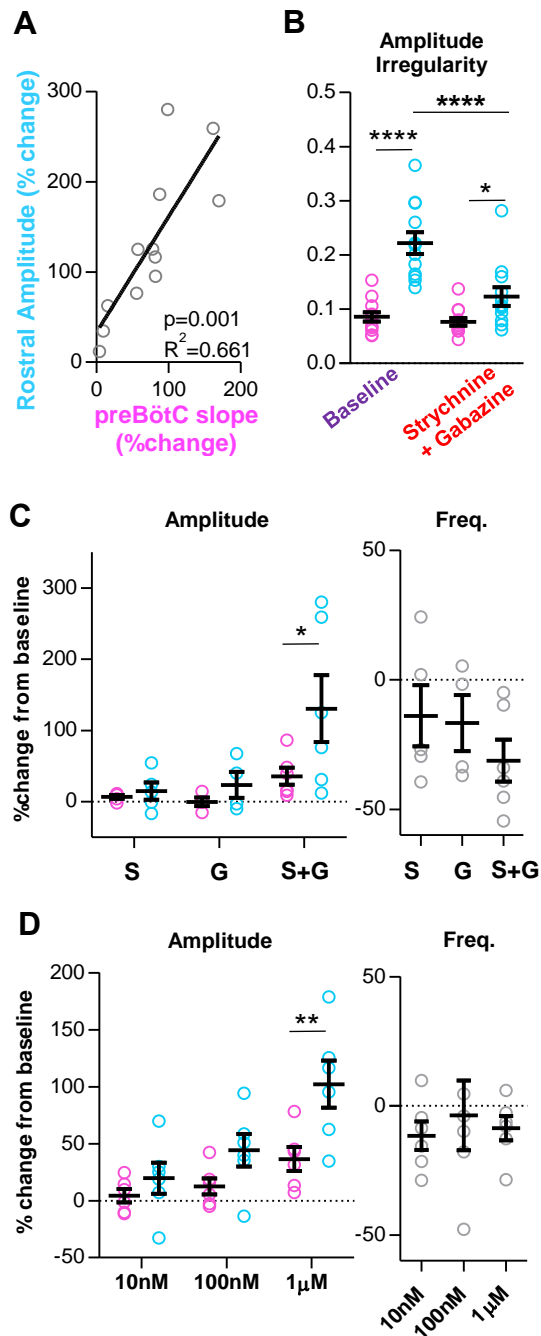 A
Rostral Amplitude (% change)
300
200
100
0
p=0.001
R²=0.661
0
100
200
preBötC slope
(%change)
B
Amplitude
Irregularity
0.5
0.4
0.3
0.2
0.1
0.0
****
****
*
Baseline
Strychnine
+ Gabazine
C
Amplitude
Freq.
%change from baseline
300
200
100
0
*
S
G
S+G
50
0
-50
S
G
S+G
D
Amplitude
Freq.
% change from baseline
200
150
100
50
0
-50
**
10nM
100nM
1μM
50
0
-50
10nM
100nM
1μM